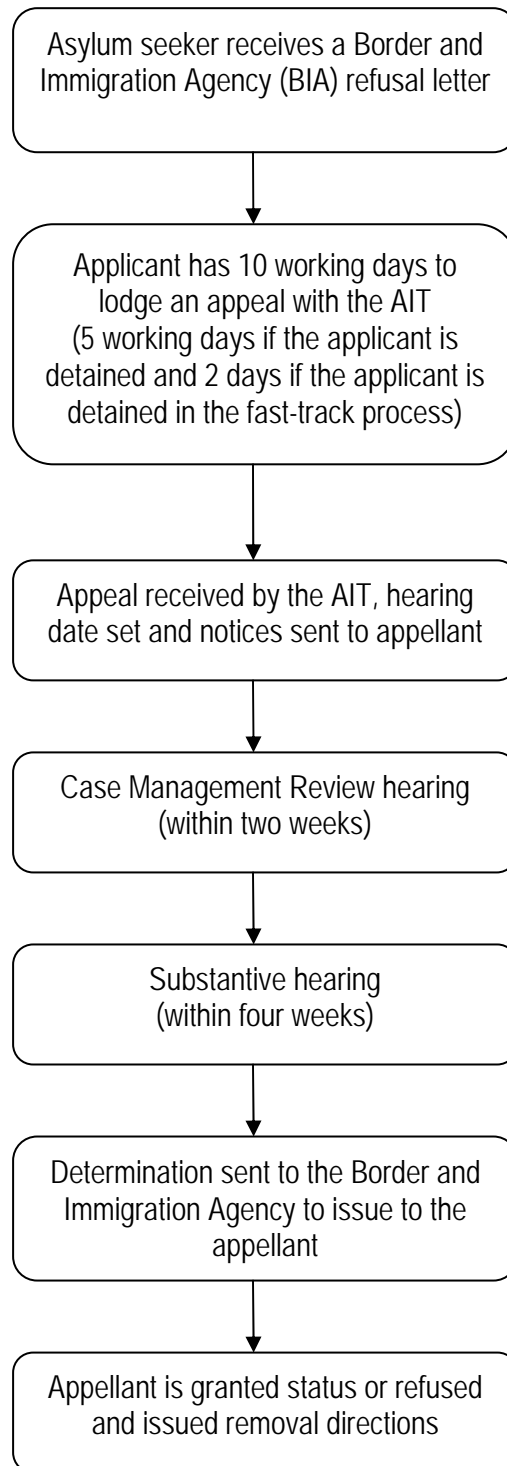 Asylum seeker receives a Border and
Immigration Agency (BIA) refusal letter
Applicant has 10 working days to
lodge an appeal with the AIT
(5 working days if the applicant is
detained and 2 days if the applicant is
detained in the fast-track process)
Appeal received by the AIT, hearing
date set and notices sent to appellant
Case Management Review hearing
(within two weeks)
Substantive hearing
(within four weeks)
Determination sent to the Border and
Immigration Agency to issue to the
appellant
Appellant is granted status or refused
and issued removal directions